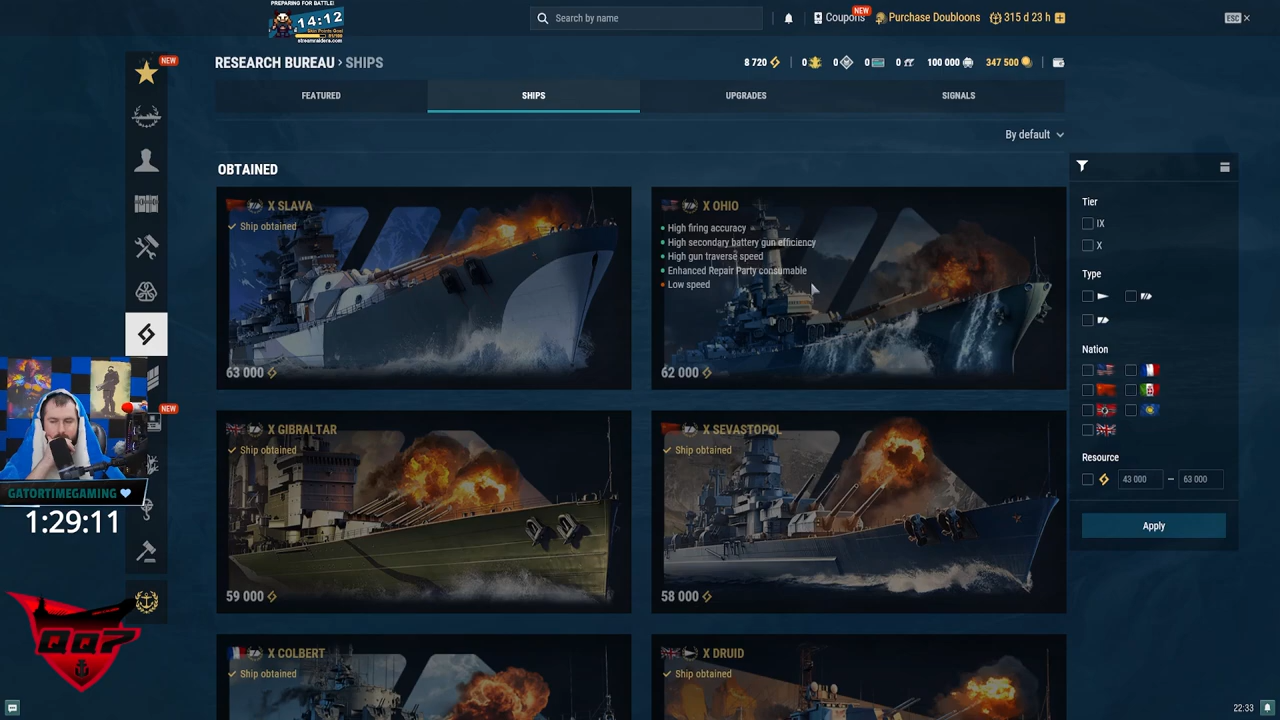 PREPARING FOR BATTLE!
14:12
Skin Points Goal
streamraiders.com
Search by name
Coupons
NEW
Purchase Doubloons
315 d 23 h
ESC
NEW
RESEARCH BUREAU › SHIPS
8 720
0
0
0
0
100 000
347 500
FEATURED
SHIPS
UPGRADES
SIGNALS
By default
OBTAINED
X SLAVA
Ship obtained
63 000
X OHIO
High firing accuracy
High secondary battery gun efficiency
High gun traverse speed
Enhanced Repair Party consumable
Low speed
62 000
X GIBRALTAR
Ship obtained
59 000
X SEVASTOPOL
Ship obtained
58 000
X COLBERT
Ship obtained
X DRUID
Ship obtained
Tier
IX
X
Type
Nation
Resource
43 000 – 63 000
Apply
NEW
GATORTIMEGAMING
1:29:11
22:33